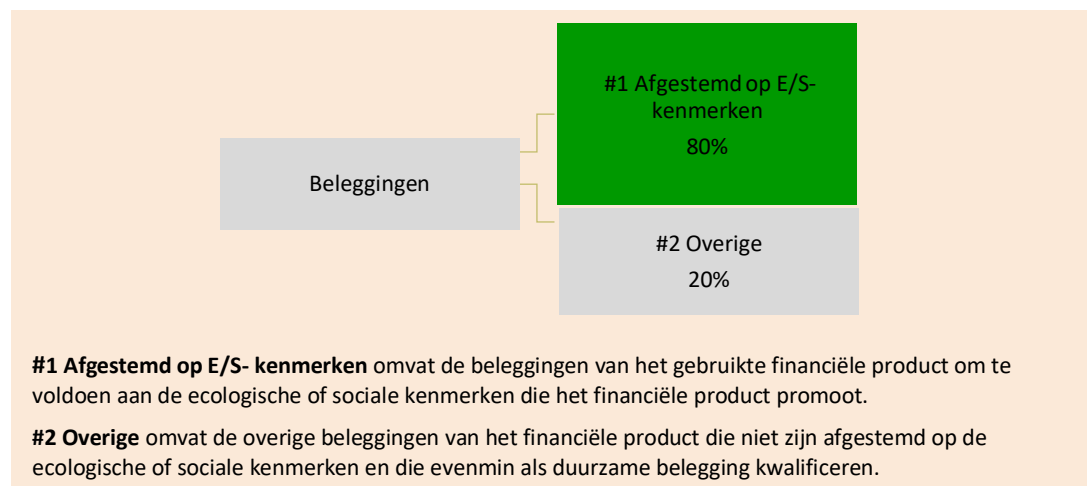 #1 Afgestemd op E/S-
kenmerken
80%
Beleggingen
#2 Overige
20%
#1 Afgestemd op E/S- kenmerken omvat de beleggingen van het gebruikte financiële product om te
voldoen aan de ecologische of sociale kenmerken die het financiële product promoot.
#2 Overige omvat de overige beleggingen van het financiële product die niet zijn afgestemd op de
ecologische of sociale kenmerken en die evenmin als duurzame belegging kwalificeren.